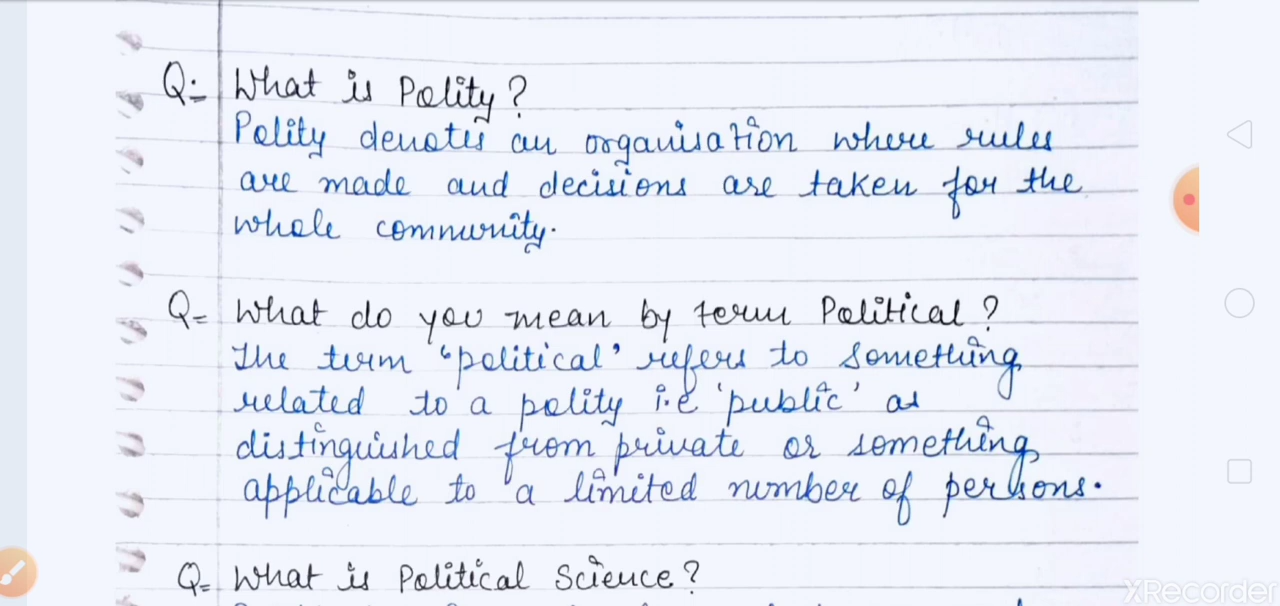 Q:- What is Polity?
Polity denotes an organisation where rules
are made and decisions are taken for the
whole community.
Q= What do you mean by term Political?
The term 'political' refers to something
related to a polity i.e 'public' as
distinguished from private or something
applicable to a limited number of persons.
Q= What is Political Science?
XRecorder